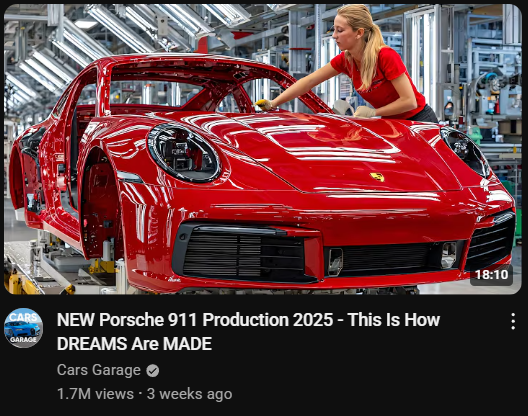 18:10
CARS
GARAGE
NEW Porsche 911 Production 2025 - This Is How
DREAMS Are MADE
Cars Garage
1.7M views · 3 weeks ago